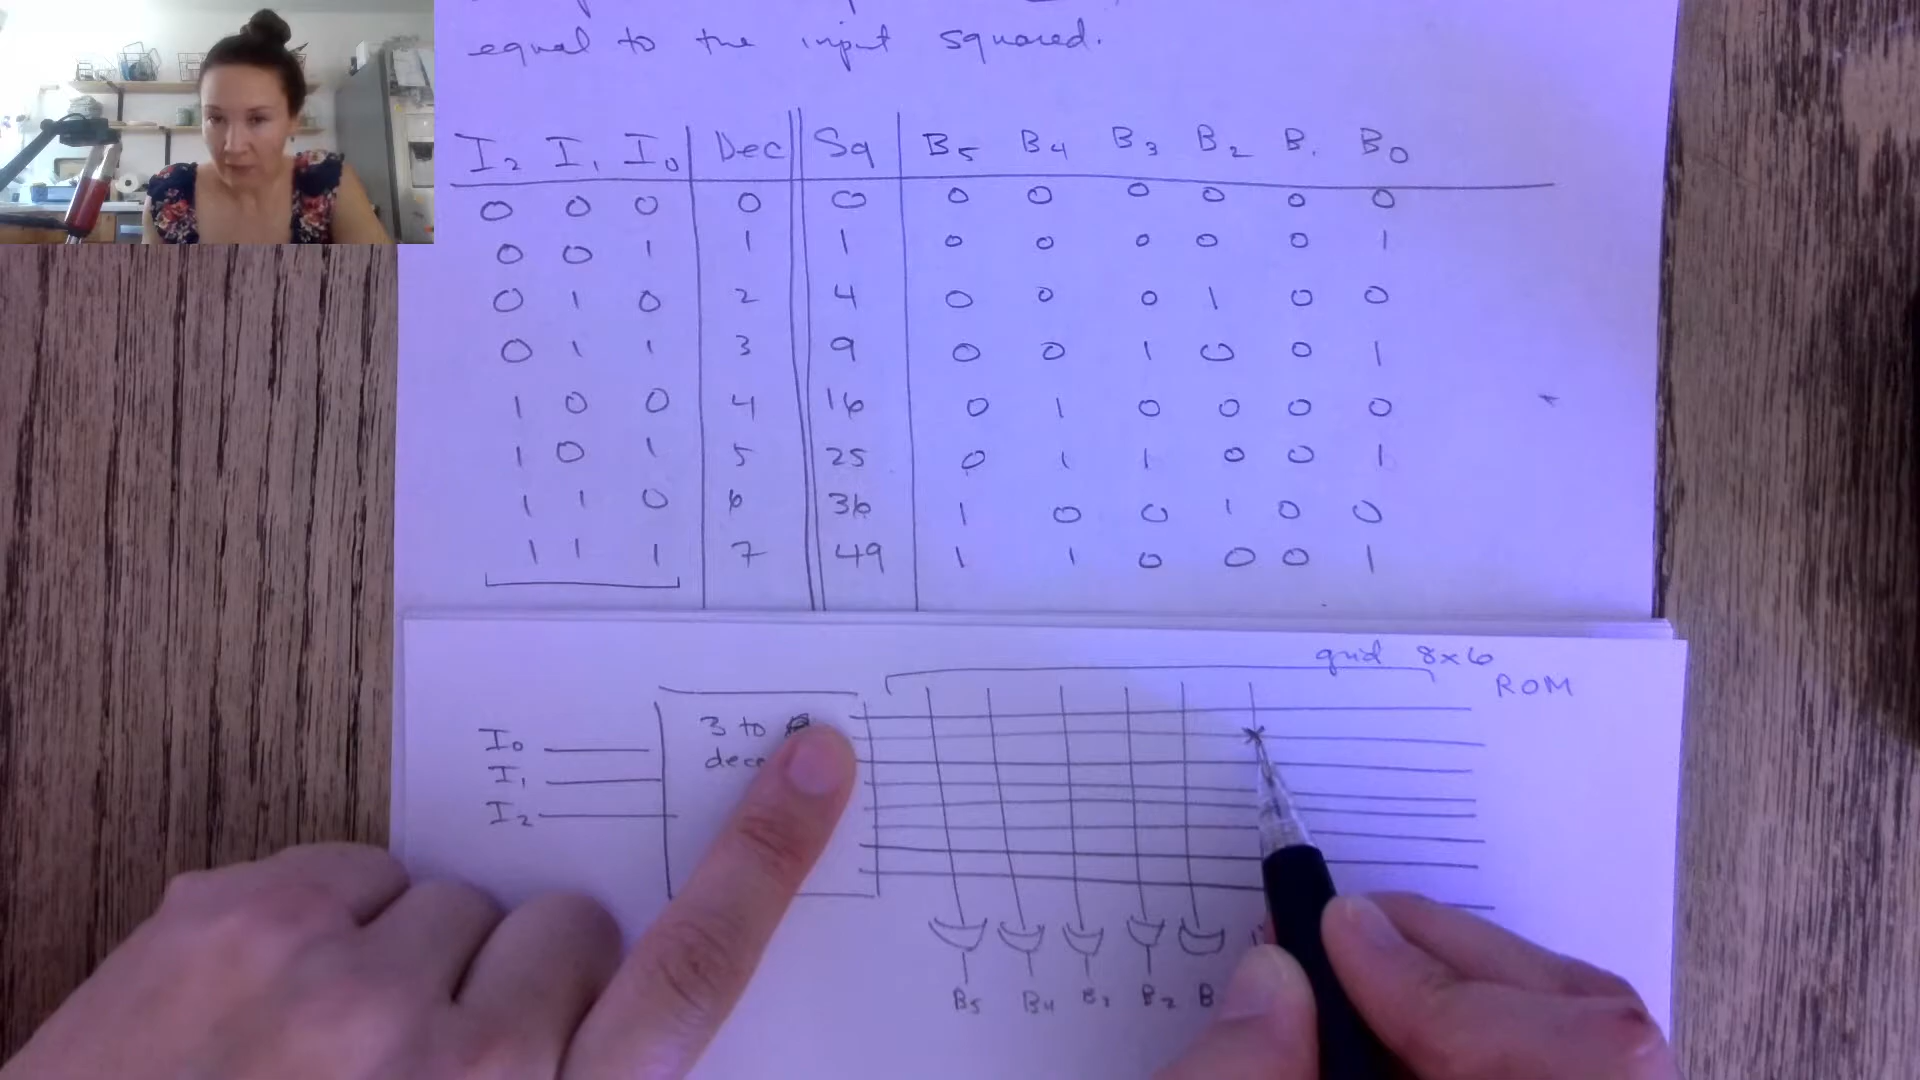 equal to the input squared.
I₂ I₁ I₀ Dec Sq B₅ B₄ B₃ B₂ B₁ B₀
0 0 0 0 0 0 0 0 0 0 0
0 0 1 1 1 0 0 0 0 0 1
0 1 0 2 4 0 0 0 1 0 0
0 1 1 3 9 0 0 1 0 0 1
1 0 0 4 16 0 1 0 0 0 0
1 0 1 5 25 0 1 1 0 0 1
1 1 0 6 36 1 0 0 1 0 0
1 1 1 7 49 1 1 0 0 0 1
grid 8x6
ROM
3 to
I₀
I₁
I₂
B₅ B₄ B₃ B₂ B